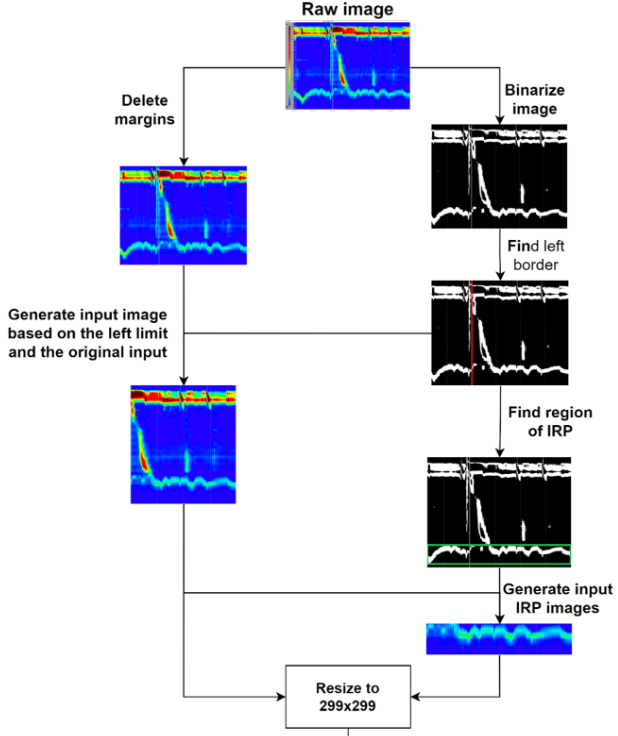 Raw image
Delete
margins
Binarize
image
Find left
border
Generate input image
based on the left limit
and the original input
Find region
of IRP
Generate input
IRP images
Resize to
299x299